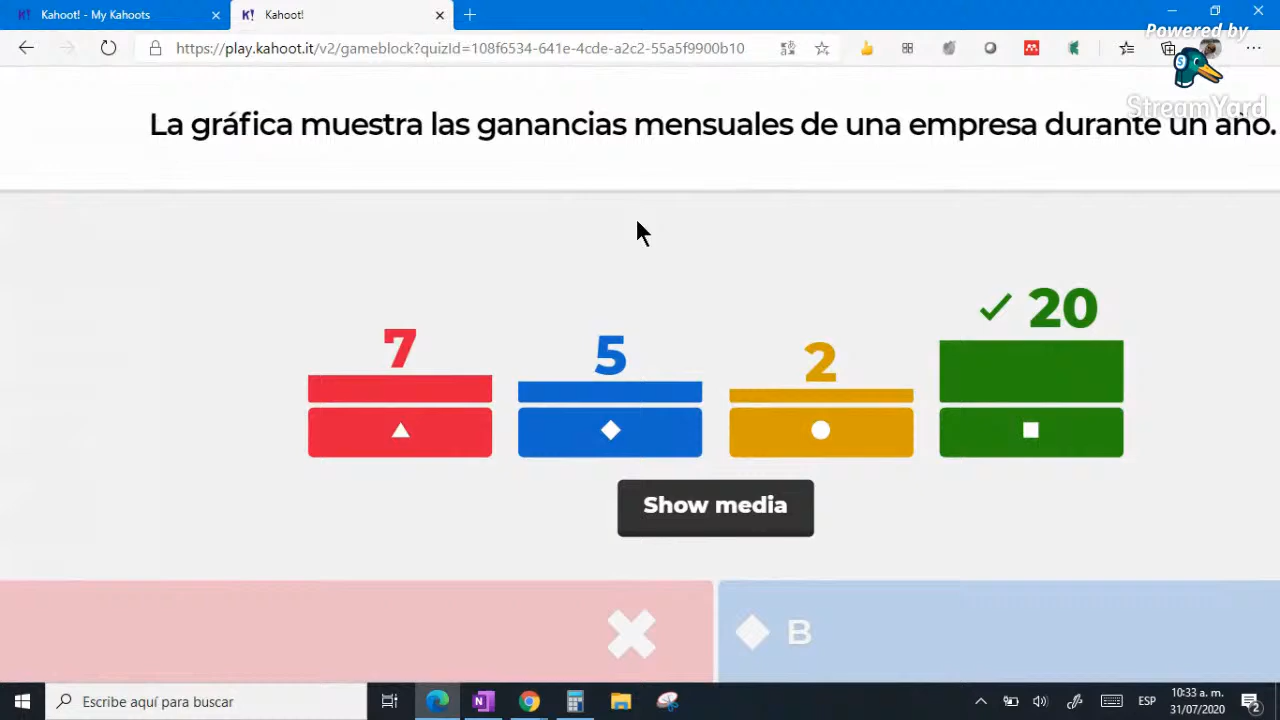 Kahoot! - My Kahoots
Kahoot!
https://play.kahoot.it/v2/gameblock?quizId=108f6534-641e-4cde-a2c2-55a5f9900b10
Powered by
StreamYard
La gráfica muestra las ganancias mensuales de una empresa durante un año.
7
5
2
20
Show media
B
Escribe aquí para buscar
ESP
10:33 a. m.
31/07/2020
2